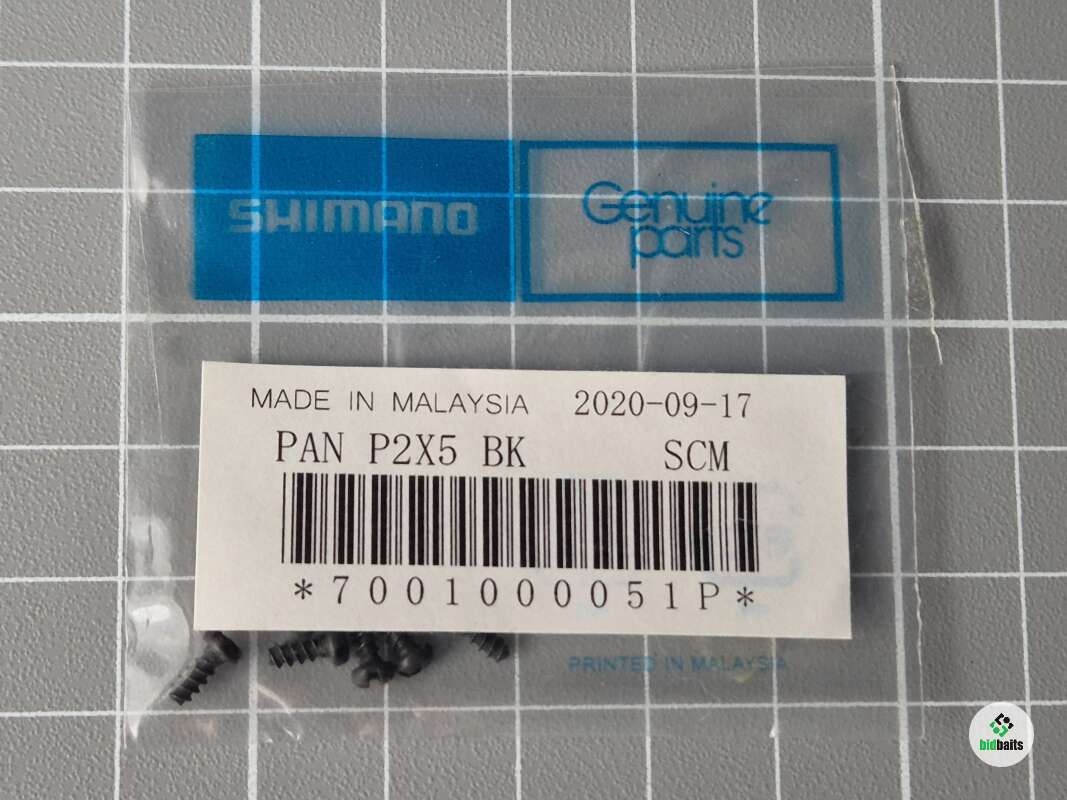 SHIMANO
Genuine
parts
MADE IN MALAYSIA 2020-09-17
PAN P2X5 BK SCM
*7001000051P*
PRINTED IN MALAYSIA
bidbaits